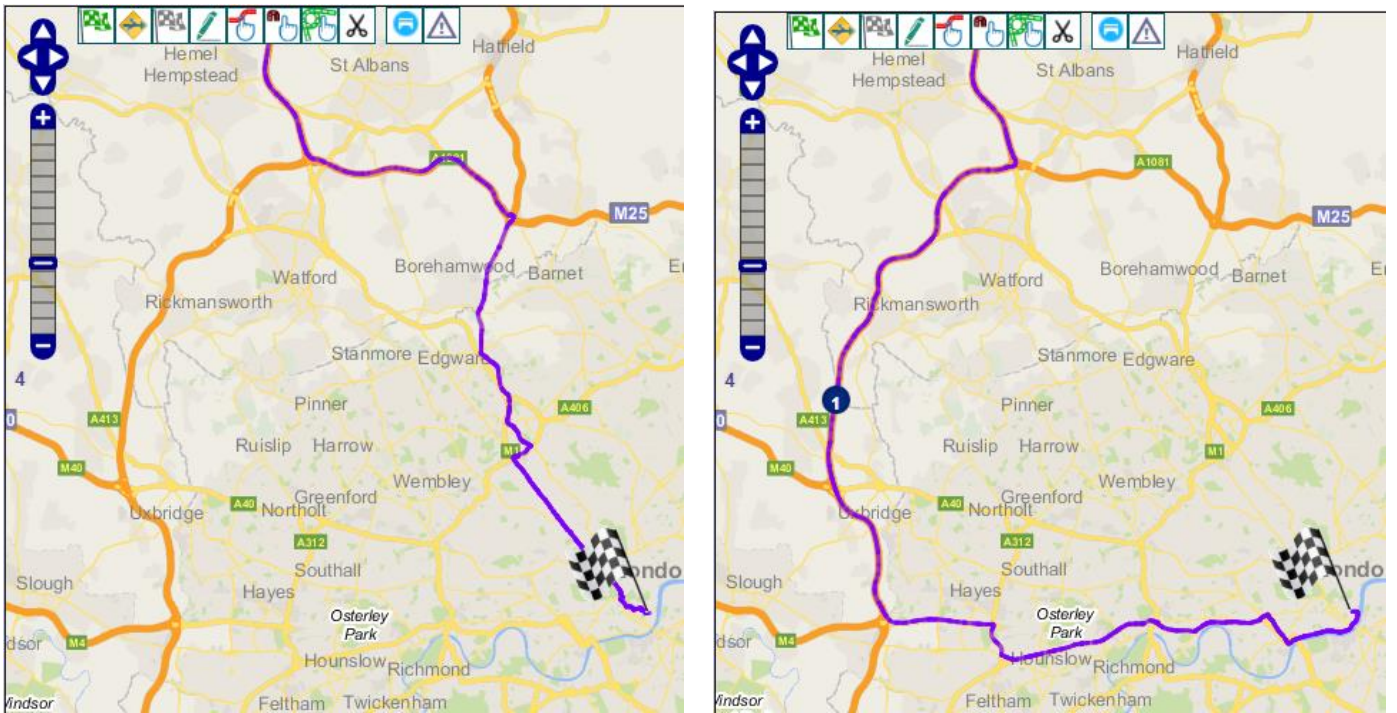 Hemel
Hempstead
St Albans
Hatfield
A1081
M25
Borehamwood
Barnet
Watford
Rickmansworth
Stanmore
Edgware
4
Pinner
A406
A413
Ruislip
Harrow
M1
M40
Wembley
Greenford
A40
Northolt
Uxbridge
A312
Southall
Slough
Hayes
Osterley
Park
M4
Hounslow
Richmond
Feltham
Twickenham
Hemel
Hempstead
St Albans
Hatfield
A1081
M25
Borehamwood
Barnet
Watford
Rickmansworth
Stanmore
Edgware
4
1
Pinner
A406
A413
Ruislip
Harrow
M1
M40
Wembley
Greenford
A40
Northolt
Uxbridge
A312
Southall
Slough
Hayes
Osterley
Park
M4
Hounslow
Richmond
Feltham
Twickenham